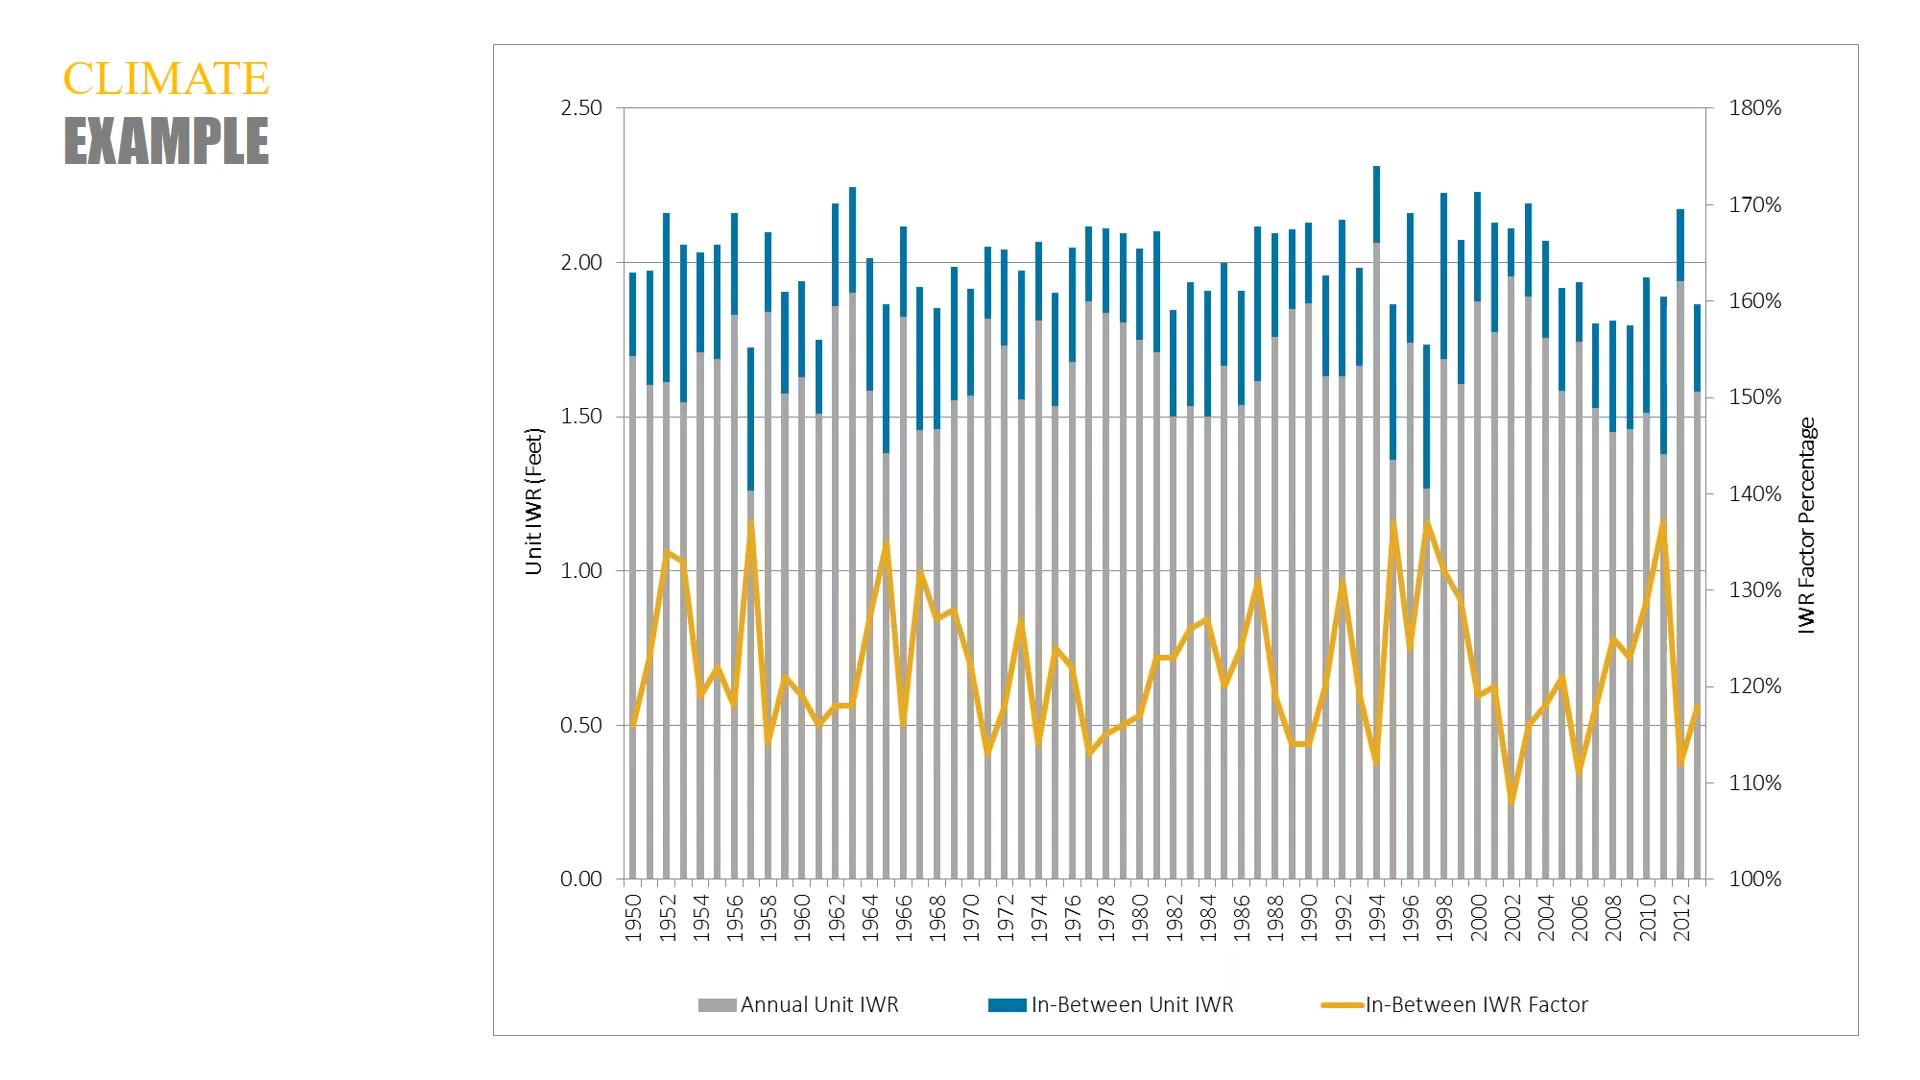 CLIMATE
EXAMPLE
2.50
2.00
1.50
1.00
0.50
0.00
Unit IWR (Feet)
180%
170%
160%
150%
140%
130%
120%
110%
100%
IWR Factor Percentage
1950 1952 1954 1956 1958 1960 1962 1964 1966 1968 1970 1972 1974 1976 1978 1980 1982 1984 1986 1988 1990 1992 1994 1996 1998 2000 2002 2004 2006 2008 2010 2012
Annual Unit IWR In-Between Unit IWR In-Between IWR Factor